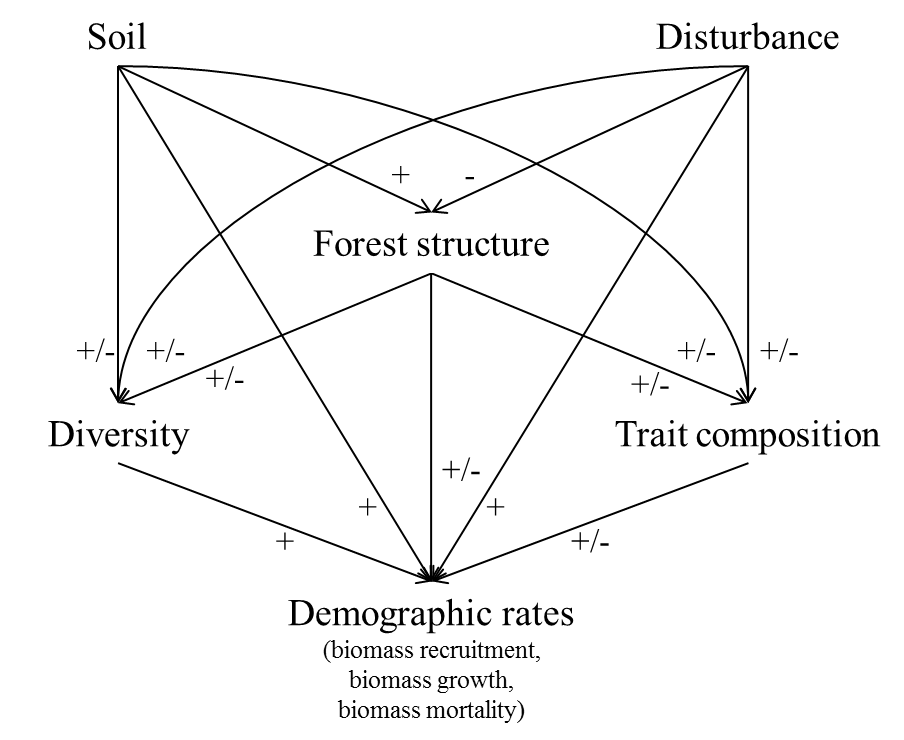 Soil
Disturbance
+
-
Forest structure
+/-
+/-
+/-
+/-
+/-
+/-
Diversity
Trait composition
+/-
+
+
+
+/-
Demographic rates
(biomass recruitment,
biomass growth,
biomass mortality)